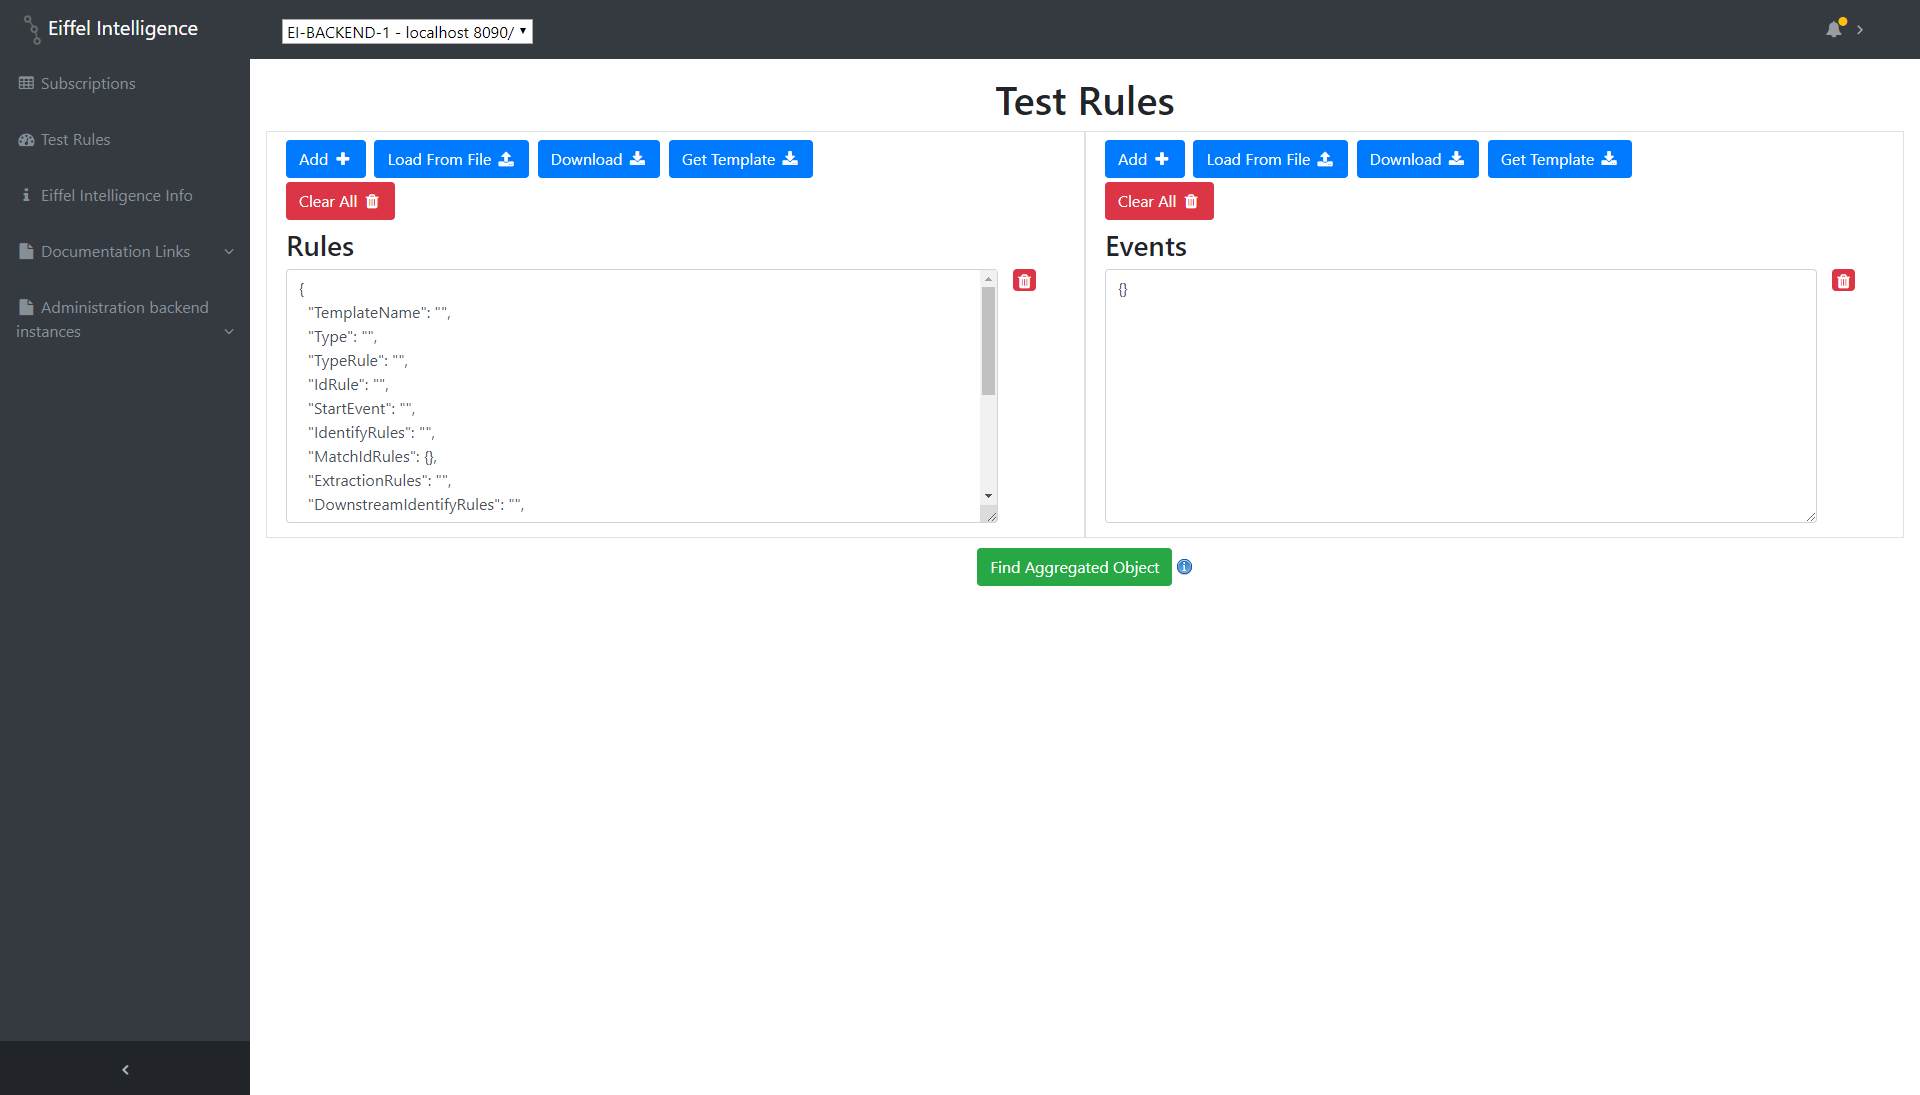 Eiffel Intelligence
EI-BACKEND-1 - localhost 8090/
Subscriptions
Test Rules
Eiffel Intelligence Info
Documentation Links
Administration backend
instances
Test Rules
Add
Load From File
Download
Get Template
Clear All
Rules
{
"TemplateName": "",
"Type": "",
"TypeRule": "",
"IdRule": "",
"StartEvent": "",
"IdentifyRules": "",
"MatchIdRules": {},
"ExtractionRules": "",
"DownstreamIdentifyRules": "",
Add
Load From File
Download
Get Template
Clear All
Events
{}
Find Aggregated Object